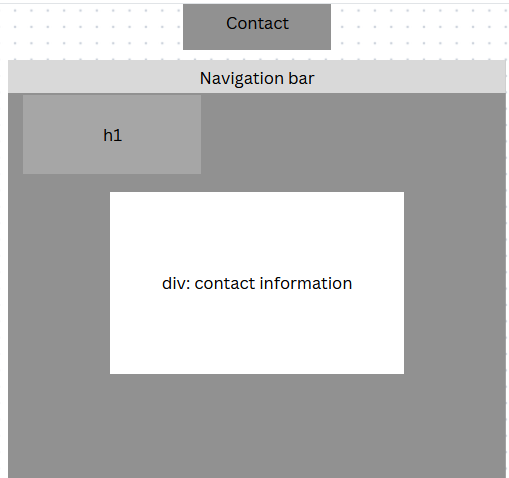 Contact
Navigation bar
h1
div: contact information